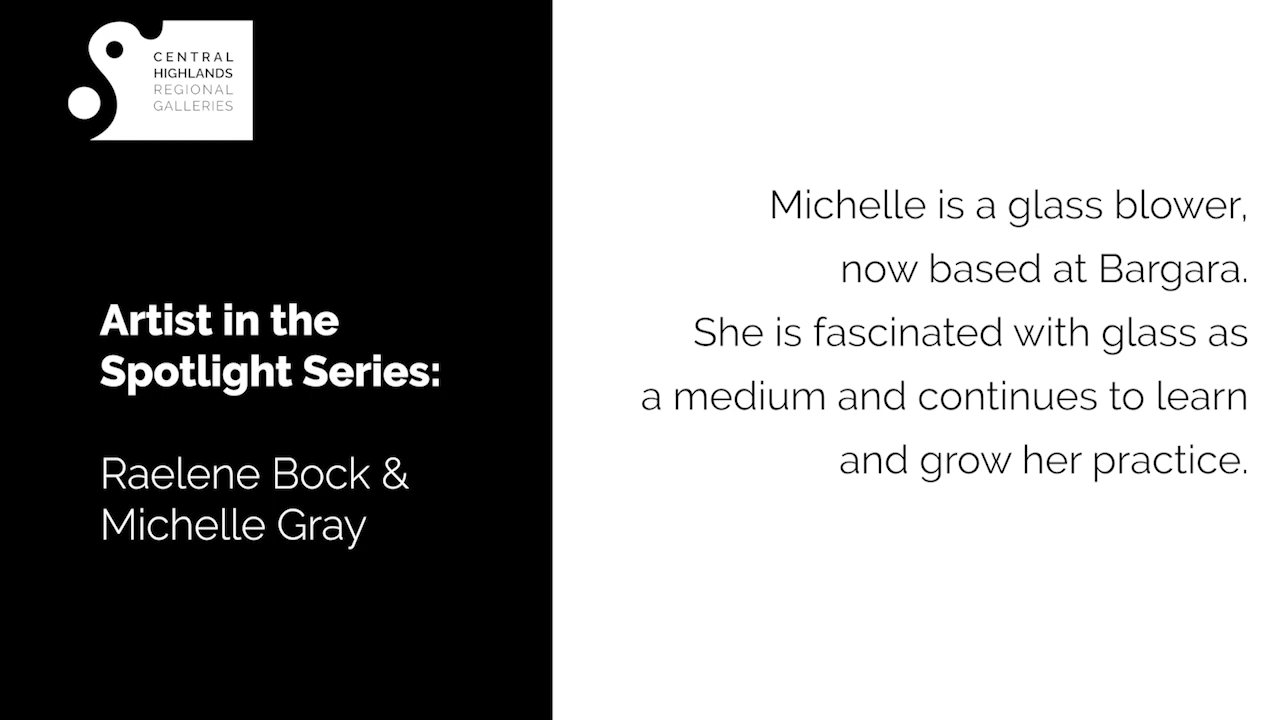 CENTRAL
HIGHLANDS
REGIONAL
GALLERIES
Artist in the
Spotlight Series:
Raelene Bock &
Michelle Gray
Michelle is a glass blower,
now based at Bargara.
She is fascinated with glass as
a medium and continues to learn
and grow her practice.